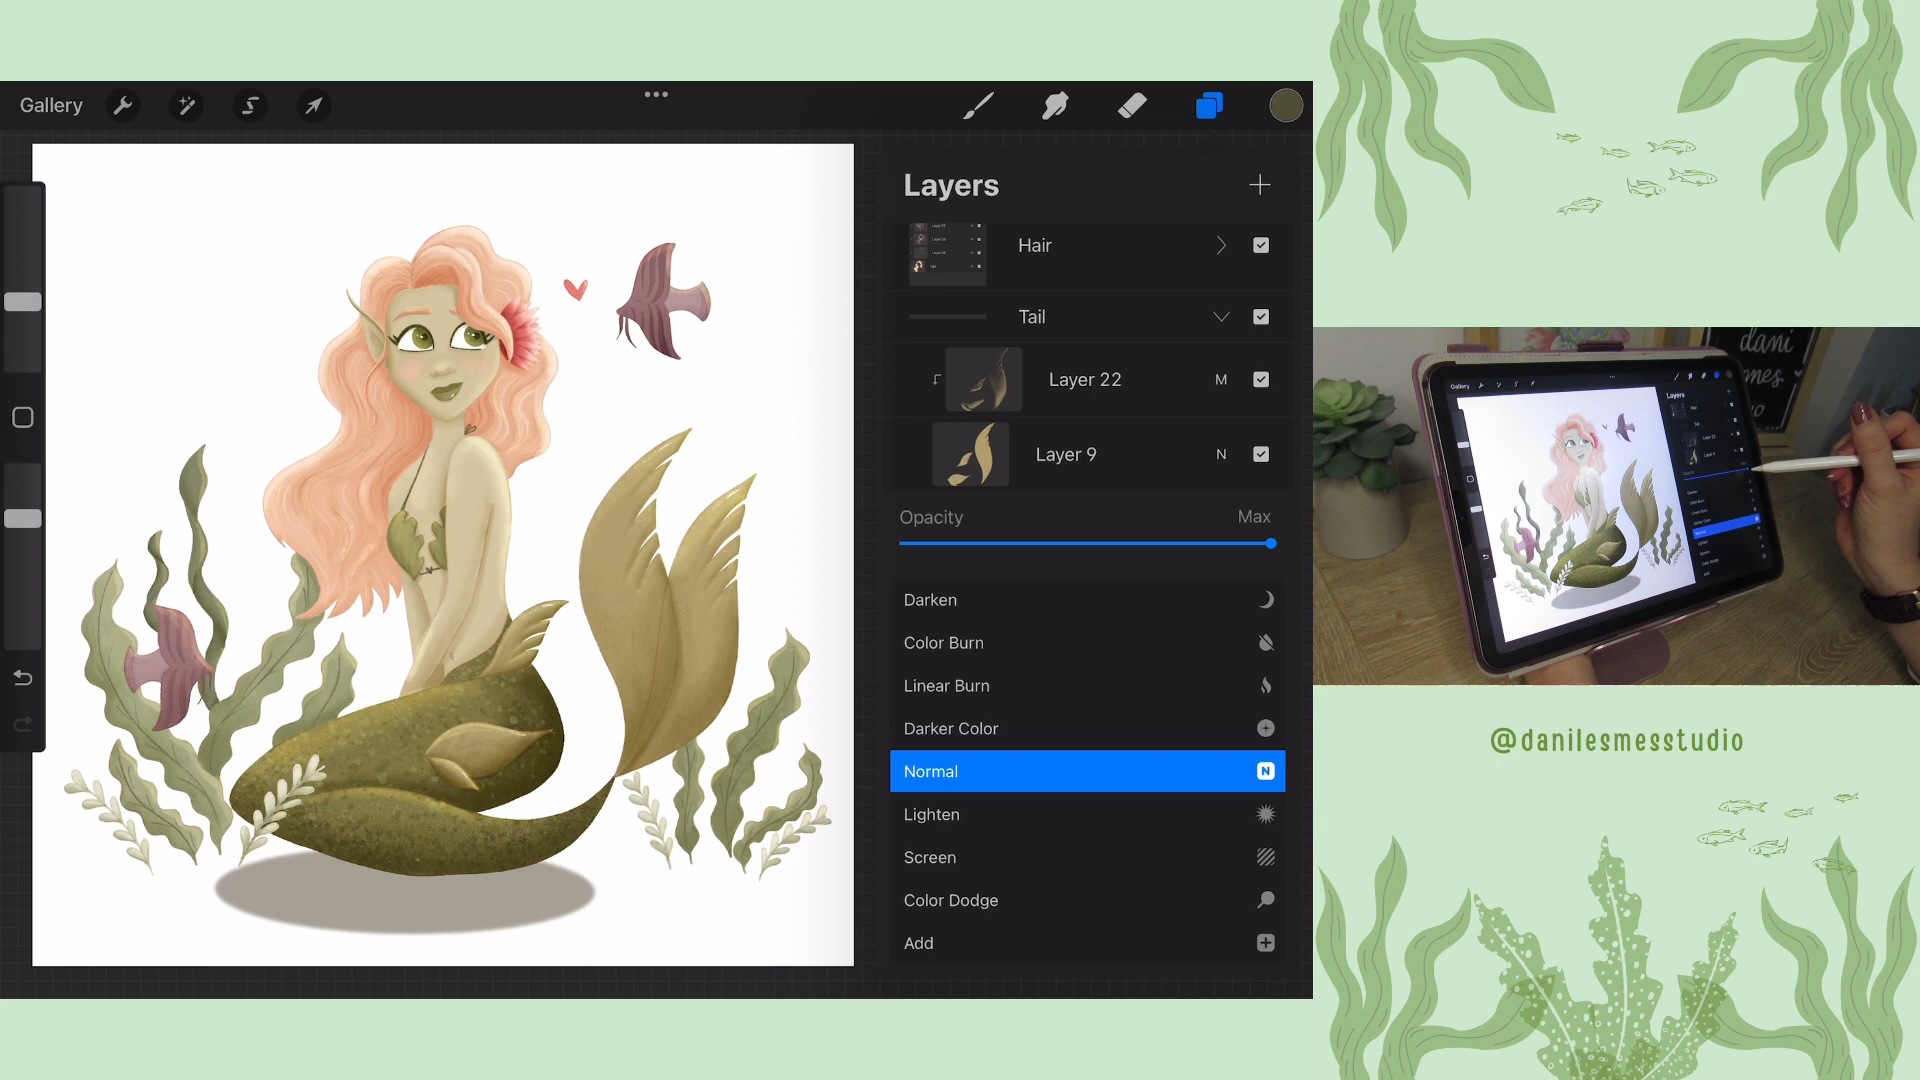 Gallery
Layers
Hair
Tail
Layer 22 M
Layer 9 N
Opacity Max
Darken
Color Burn
Linear Burn
Darker Color
Normal N
Lighten
Screen
Color Dodge
Add
dani
@danilesmesstudio